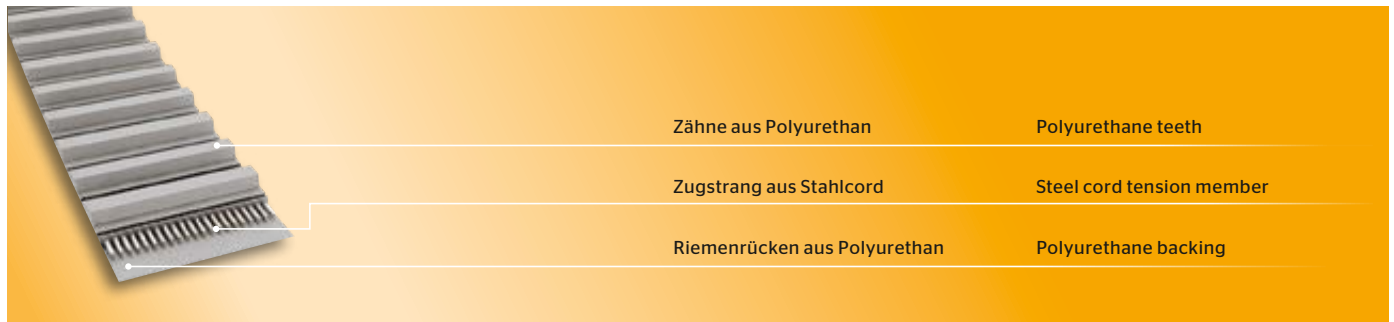 Zähne aus Polyurethan Polyurethane teeth
Zugstrang aus Stahlcord Steel cord tension member
Riemenrücken aus Polyurethan Polyurethane backing